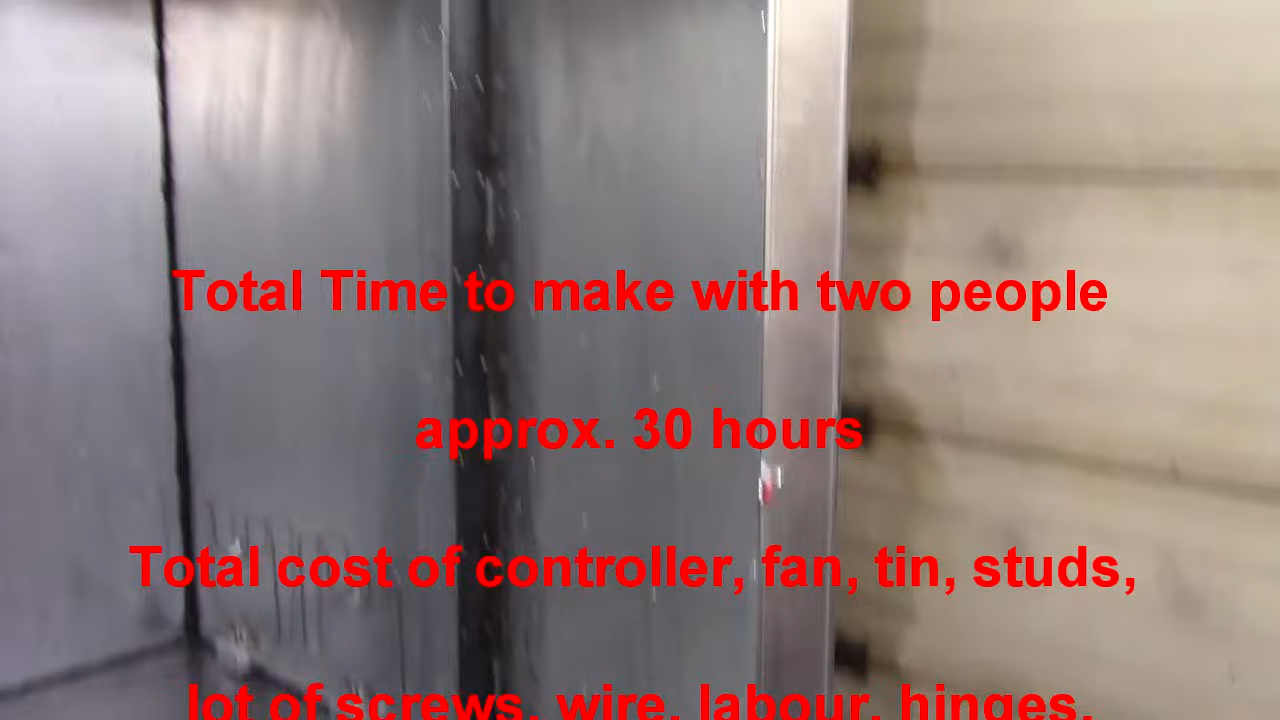 Total Time to make with two people
approx. 30 hours
Total cost of controller, fan, tin, studs,
lot of screws, wire, labour, hinges,